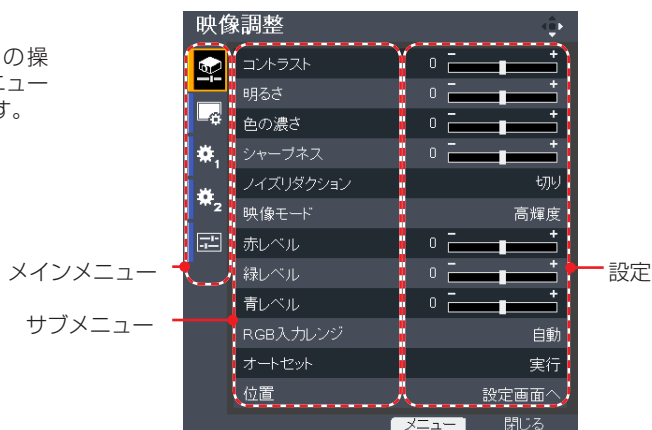 の操
ニュー
す。
映像調整
コントラスト 0 - +
明るさ 0 - +
色の濃さ 0 - +
シャープネス 0 - +
ノイズリダクション 切り
映像モード 高輝度
赤レベル 0 - +
緑レベル 0 - +
青レベル 0 - +
RGB入力レンジ 自動
オートセット 実行
位置 設定画面へ
1
2
メインメニュー
サブメニュー
設定
メニュー 閉じる